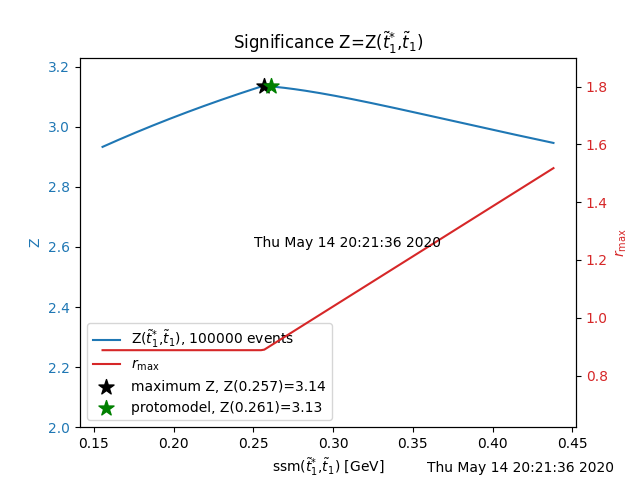 Significance Z=Z(t̃₁*,t̃₁)
3.2
3.0
2.8
2.6
2.4
2.2
2.0
Z
1.8
1.6
1.4
1.2
1.0
0.8
r_max
Thu May 14 20:21:36 2020
Z(t̃₁*,t̃₁), 100000 events
r_max
maximum Z, Z(0.257)=3.14
protomodel, Z(0.261)=3.13
0.15 0.20 0.25 0.30 0.35 0.40 0.45
ssm(t̃₁*,t̃₁) [GeV]
Thu May 14 20:21:36 2020